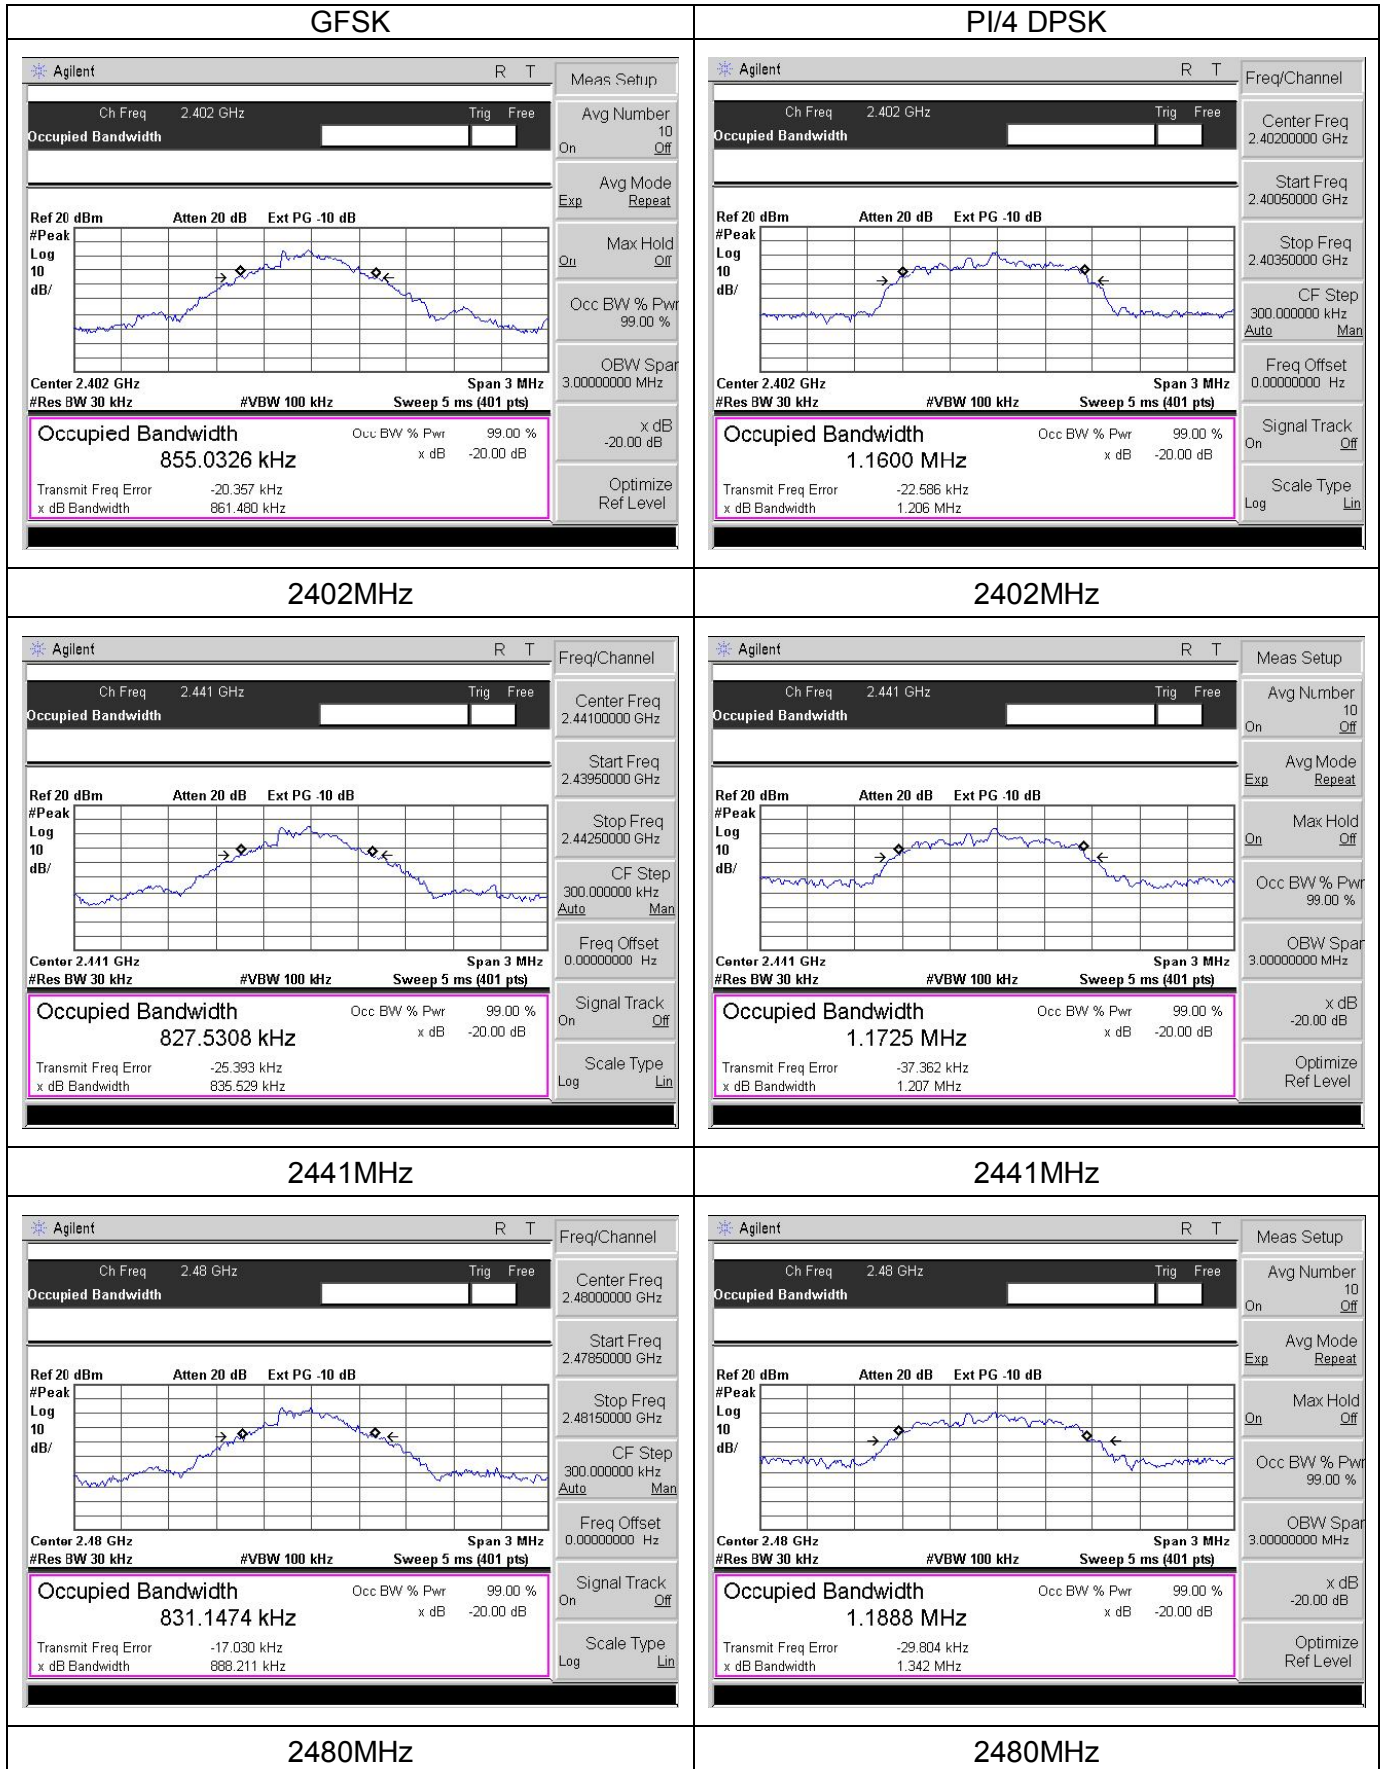 GFSK
PI/4 DPSK
Agilent R T
Ch Freq 2.402 GHz Trig Free
Occupied Bandwidth
Ref 20 dBm Atten 20 dB Ext PG -10 dB
#Peak
Log
10
dB/
Center 2.402 GHz Span 3 MHz
#Res BW 30 kHz #VBW 100 kHz Sweep 5 ms (401 pts)
Occupied Bandwidth Occ BW % Pwr 99.00 %
855.0326 kHz x dB -20.00 dB
Transmit Freq Error -20.357 kHz
x dB Bandwidth 861.480 kHz
Meas Setup
Avg Number
10
On Off
Avg Mode
Exp Repeat
Max Hold
On Off
Occ BW % Pwr
99.00 %
OBW Span
3.00000000 MHz
x dB
-20.00 dB
Optimize
Ref Level
Agilent R T
Ch Freq 2.402 GHz Trig Free
Occupied Bandwidth
Ref 20 dBm Atten 20 dB Ext PG -10 dB
#Peak
Log
10
dB/
Center 2.402 GHz Span 3 MHz
#Res BW 30 kHz #VBW 100 kHz Sweep 5 ms (401 pts)
Occupied Bandwidth Occ BW % Pwr 99.00 %
1.1600 MHz x dB -20.00 dB
Transmit Freq Error -22.586 kHz
x dB Bandwidth 1.206 MHz
Freq/Channel
Center Freq
2.40200000 GHz
Start Freq
2.40050000 GHz
Stop Freq
2.40350000 GHz
CF Step
300.000000 kHz
Auto Man
Freq Offset
0.00000000 Hz
Signal Track
On Off
Scale Type
Log Lin
2402MHz
2402MHz
Agilent R T
Ch Freq 2.441 GHz Trig Free
Occupied Bandwidth
Ref 20 dBm Atten 20 dB Ext PG -10 dB
#Peak
Log
10
dB/
Center 2.441 GHz Span 3 MHz
#Res BW 30 kHz #VBW 100 kHz Sweep 5 ms (401 pts)
Occupied Bandwidth Occ BW % Pwr 99.00 %
827.5308 kHz x dB -20.00 dB
Transmit Freq Error -25.393 kHz
x dB Bandwidth 835.529 kHz
Freq/Channel
Center Freq
2.44100000 GHz
Start Freq
2.43950000 GHz
Stop Freq
2.44250000 GHz
CF Step
300.000000 kHz
Auto Man
Freq Offset
0.00000000 Hz
Signal Track
On Off
Scale Type
Log Lin
Agilent R T
Ch Freq 2.441 GHz Trig Free
Occupied Bandwidth
Ref 20 dBm Atten 20 dB Ext PG -10 dB
#Peak
Log
10
dB/
Center 2.441 GHz Span 3 MHz
#Res BW 30 kHz #VBW 100 kHz Sweep 5 ms (401 pts)
Occupied Bandwidth Occ BW % Pwr 99.00 %
1.1725 MHz x dB -20.00 dB
Transmit Freq Error -37.362 kHz
x dB Bandwidth 1.207 MHz
Meas Setup
Avg Number
10
On Off
Avg Mode
Exp Repeat
Max Hold
On Off
Occ BW % Pwr
99.00 %
OBW Span
3.00000000 MHz
x dB
-20.00 dB
Optimize
Ref Level
2441MHz
2441MHz
Agilent R T
Ch Freq 2.48 GHz Trig Free
Occupied Bandwidth
Ref 20 dBm Atten 20 dB Ext PG -10 dB
#Peak
Log
10
dB/
Center 2.48 GHz Span 3 MHz
#Res BW 30 kHz #VBW 100 kHz Sweep 5 ms (401 pts)
Occupied Bandwidth Occ BW % Pwr 99.00 %
831.1474 kHz x dB -20.00 dB
Transmit Freq Error -17.030 kHz
x dB Bandwidth 888.211 kHz
Freq/Channel
Center Freq
2.48000000 GHz
Start Freq
2.47850000 GHz
Stop Freq
2.48150000 GHz
CF Step
300.000000 kHz
Auto Man
Freq Offset
0.00000000 Hz
Signal Track
On Off
Scale Type
Log Lin
Agilent R T
Ch Freq 2.48 GHz Trig Free
Occupied Bandwidth
Ref 20 dBm Atten 20 dB Ext PG -10 dB
#Peak
Log
10
dB/
Center 2.48 GHz Span 3 MHz
#Res BW 30 kHz #VBW 100 kHz Sweep 5 ms (401 pts)
Occupied Bandwidth Occ BW % Pwr 99.00 %
1.1888 MHz x dB -20.00 dB
Transmit Freq Error -29.804 kHz
x dB Bandwidth 1.342 MHz
Meas Setup
Avg Number
10
On Off
Avg Mode
Exp Repeat
Max Hold
On Off
Occ BW % Pwr
99.00 %
OBW Span
3.00000000 MHz
x dB
-20.00 dB
Optimize
Ref Level
2480MHz
2480MHz